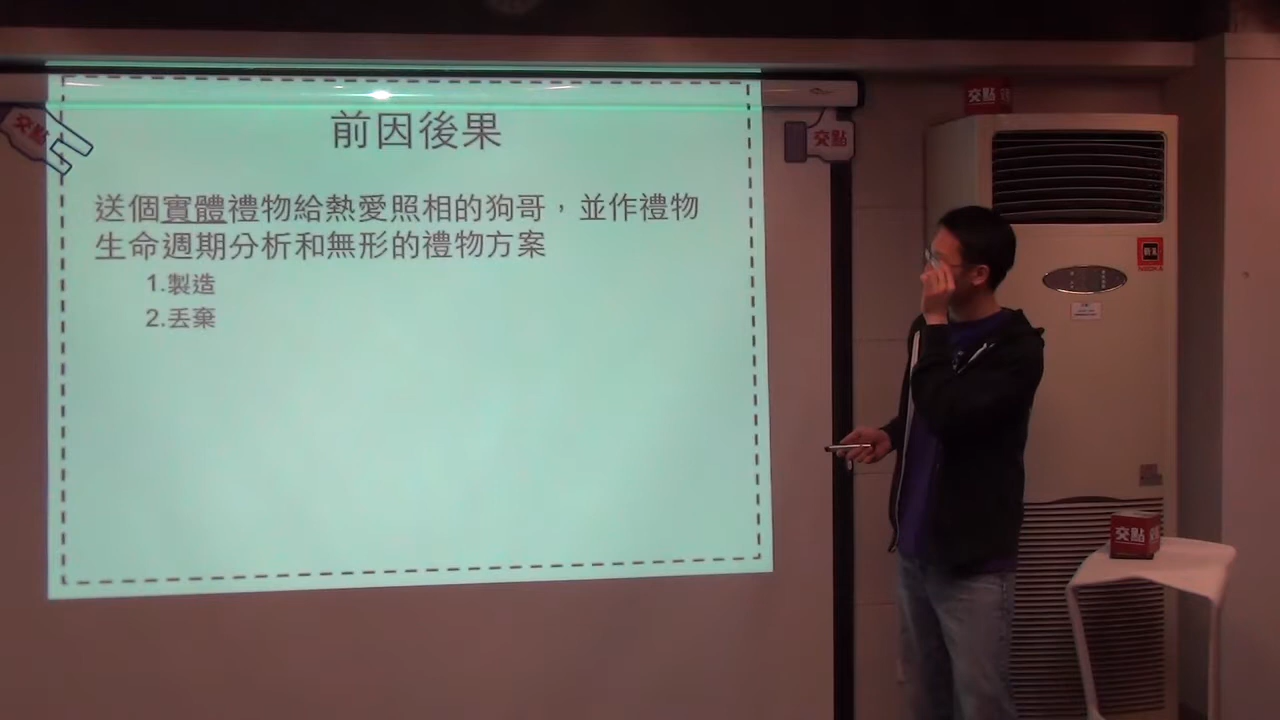 前因後果
送個實體禮物給熱愛照相的狗哥，並作禮物
生命週期分析和無形的禮物方案
1.製造
2.丟棄
交點
交點
交點
交點